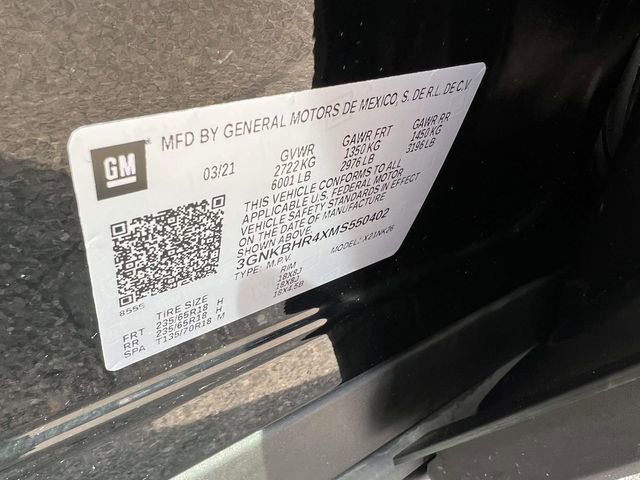 GM
MFD BY GENERAL MOTORS DE MEXICO, S. DE R.L. DE C.V.
03/21
GVWR
2722 KG
6001 LB
GAWR FRT
1350 KG
2976 LB
GAWR RR
1450 KG
3196 LB
THIS VEHICLE CONFORMS TO ALL
APPLICABLE U.S. FEDERAL MOTOR
VEHICLE SAFETY STANDARDS IN EFFECT
ON THE DATE OF MANUFACTURE
SHOWN ABOVE.
3GNKBHR4XMS550402
TYPE: M.P.V. MODEL: X21NK26
8555
TIRE SIZE RIM
FRT 235/65R18 H 18X8J
RR 235/65R18 H 18X8J
SPA T135/70R18 M 18X4.5B